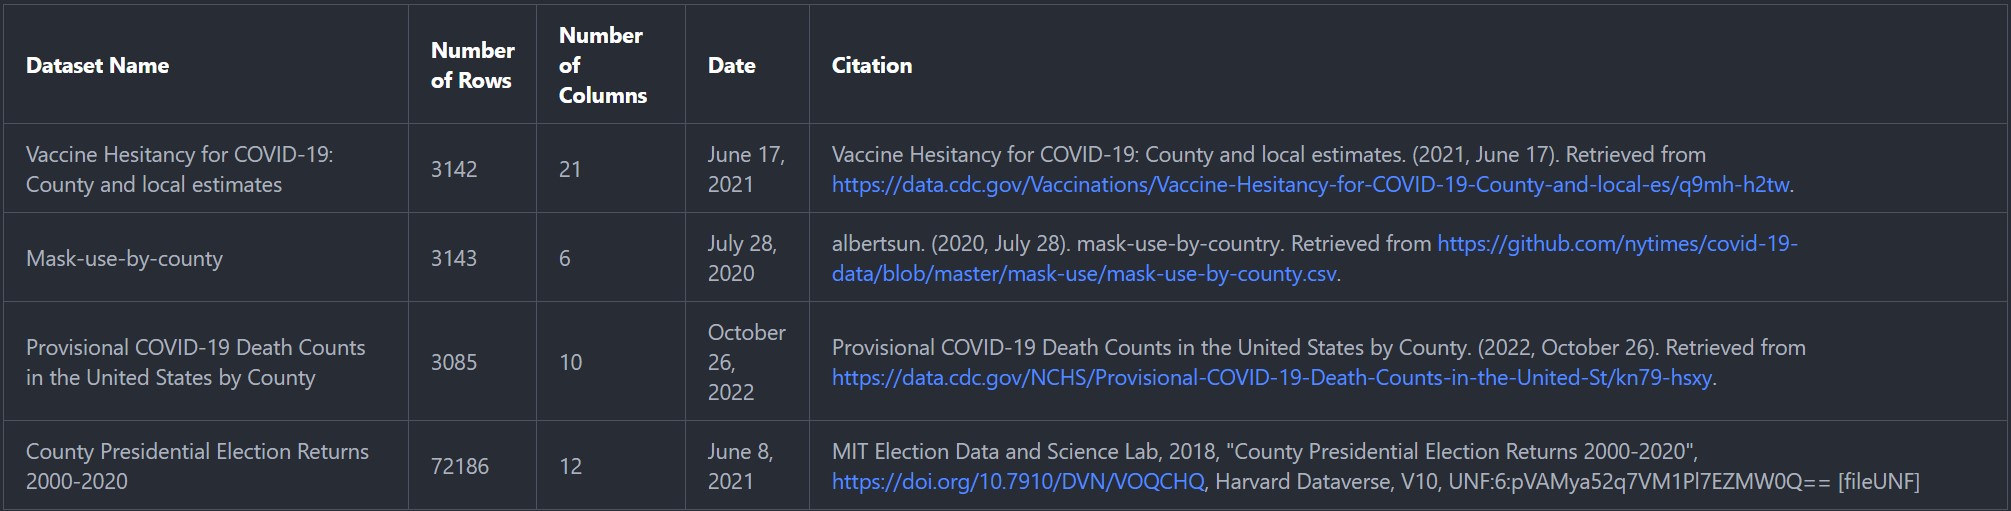 Dataset Name
Number
of Rows
Number
of
Columns
Date
Citation
Vaccine Hesitancy for COVID-19:
County and local estimates
3142
21
June 17,
2021
Vaccine Hesitancy for COVID-19: County and local estimates. (2021, June 17). Retrieved from
https://data.cdc.gov/Vaccinations/Vaccine-Hesitancy-for-COVID-19-County-and-local-es/q9mh-h2tw.
Mask-use-by-county
3143
6
July 28,
2020
albertsun. (2020, July 28). mask-use-by-country. Retrieved from https://github.com/nytimes/covid-19-
data/blob/master/mask-use/mask-use-by-county.csv.
Provisional COVID-19 Death Counts
in the United States by County
3085
10
October
26,
2022
Provisional COVID-19 Death Counts in the United States by County. (2022, October 26). Retrieved from
https://data.cdc.gov/NCHS/Provisional-COVID-19-Death-Counts-in-the-United-St/kn79-hsxy.
County Presidential Election Returns
2000-2020
72186
12
June 8,
2021
MIT Election Data and Science Lab, 2018, "County Presidential Election Returns 2000-2020",
https://doi.org/10.7910/DVN/VOQCHQ, Harvard Dataverse, V10, UNF:6:pVAMya52q7VM1Pl7EZMW0Q== [fileUNF]